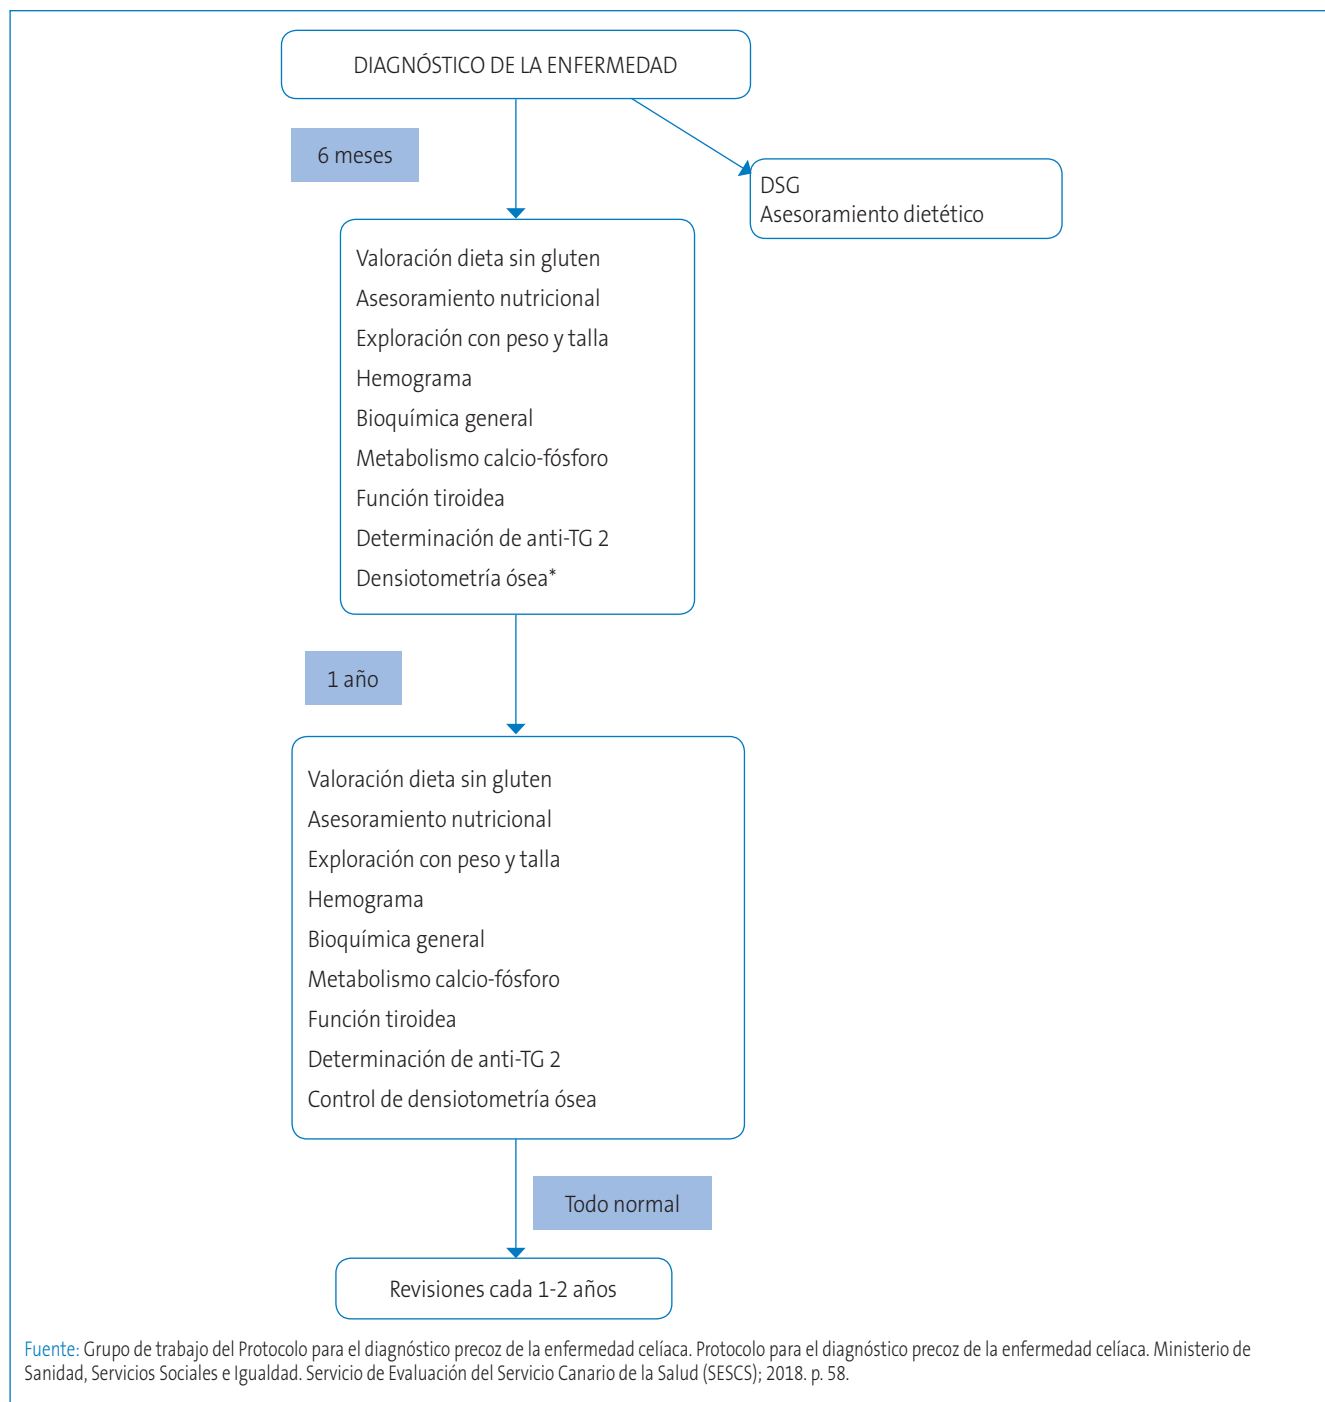 DIAGNÓSTICO DE LA ENFERMEDAD
6 meses
DSG
Asesoramiento dietético
Valoración dieta sin gluten
Asesoramiento nutricional
Exploración con peso y talla
Hemograma
Bioquímica general
Metabolismo calcio-fósforo
Función tiroidea
Determinación de anti-TG 2
Densiotometría ósea*
1 año
Valoración dieta sin gluten
Asesoramiento nutricional
Exploración con peso y talla
Hemograma
Bioquímica general
Metabolismo calcio-fósforo
Función tiroidea
Determinación de anti-TG 2
Control de densiotometría ósea
Todo normal
Revisiones cada 1-2 años
Fuente: Grupo de trabajo del Protocolo para el diagnóstico precoz de la enfermedad celíaca. Protocolo para el diagnóstico precoz de la enfermedad celíaca. Ministerio de
Sanidad, Servicios Sociales e Igualdad. Servicio de Evaluación del Servicio Canario de la Salud (SESCS); 2018. p. 58.